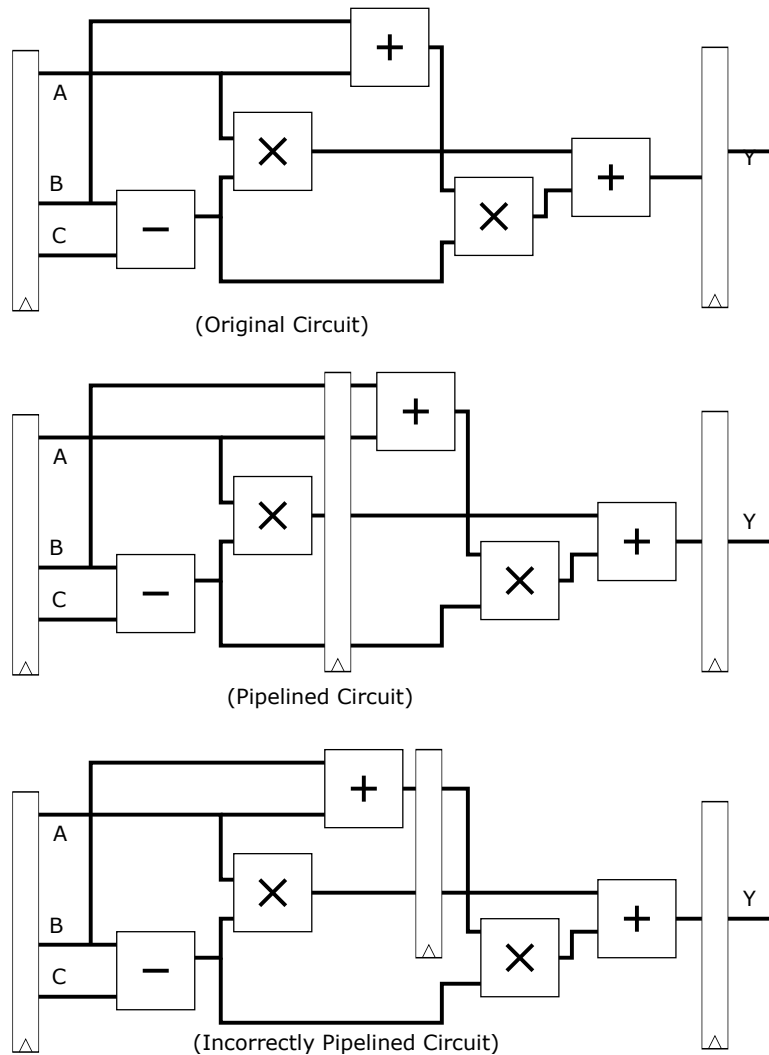 +
A
×
Y
B
+
C
−
×
(Original Circuit)
+
A
×
Y
B
+
C
−
×
(Pipelined Circuit)
+
A
×
Y
B
+
C
−
×
(Incorrectly Pipelined Circuit)